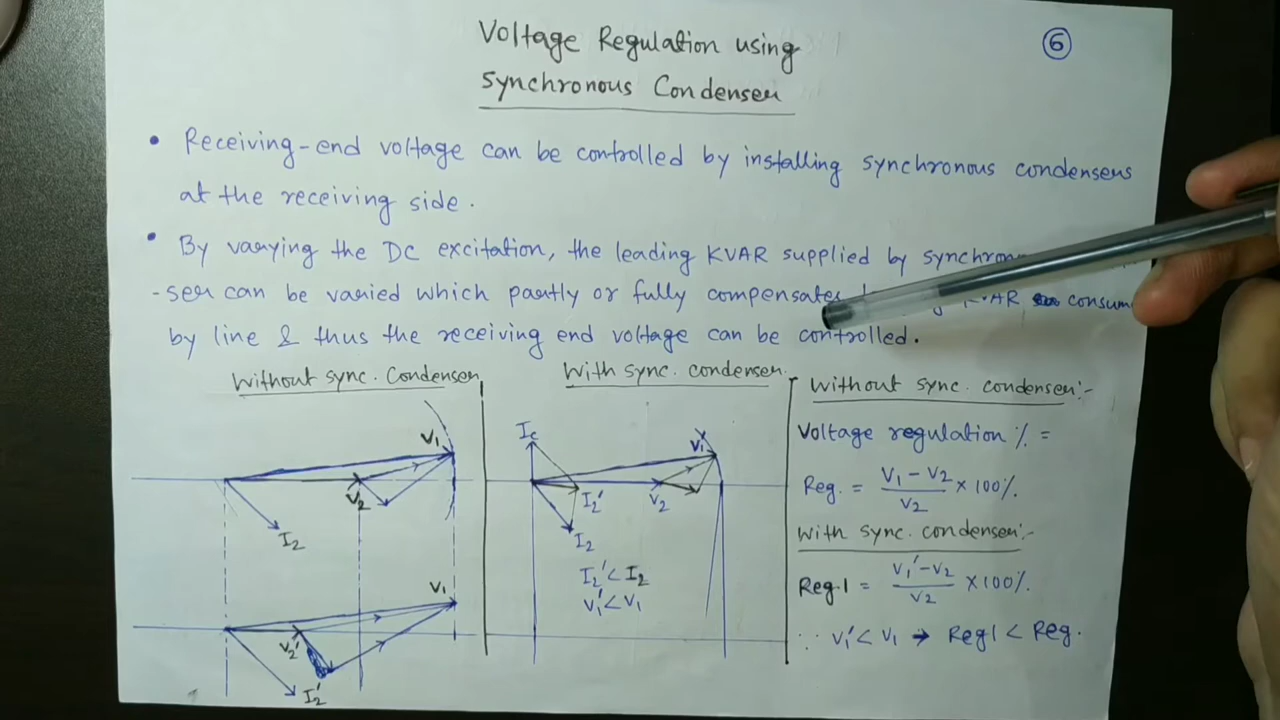 Voltage Regulation using
Synchronous Condenser
6
Receiving-end voltage can be controlled by installing synchronous condensers
at the receiving side.
By varying the DC excitation, the leading KVAR supplied by
-ser can be varied which partly or fully compensates KVAR
by line & thus the receiving end voltage can be controlled.
Without sync. Condenser
V1
V2
I2
V1
V2'
I2'
With sync. condenser.
Ic
V1'
V2
I2'
I2
I2' < I2
V1' < V1
Without sync. condenser:-
Voltage regulation % =
Reg. = V1 - V2 / V2 × 100%.
With sync. condenser:-
Reg.1 = V1' - V2 / V2 × 100%.
∴ V1' < V1 → Reg1 < Reg.